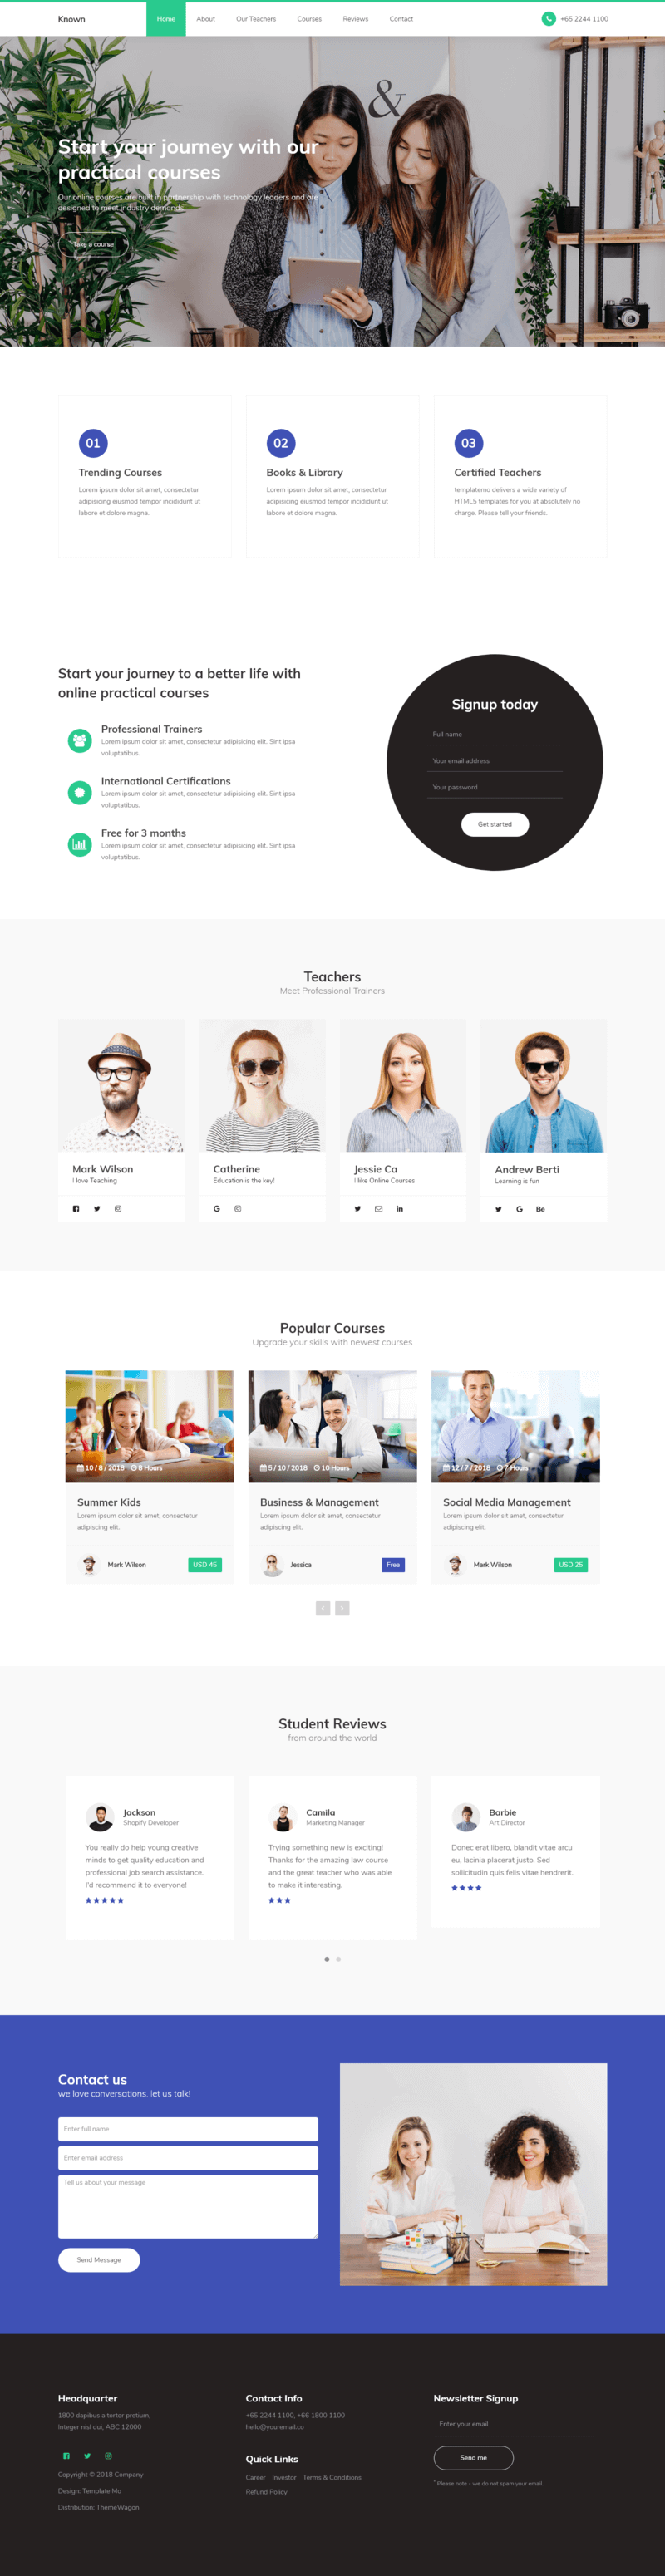 Known
Home
About
Our Teachers
Courses
Reviews
Contact
+65 2244 1100
&
Start your journey with our
practical courses
Our online courses are built in partnership with technology leaders and are
designed to meet industry demands.
Take a course
01
Trending Courses
Lorem ipsum dolor sit amet, consectetur
adipisicing eiusmod tempor incididunt ut
labore et dolore magna.
02
Books & Library
Lorem ipsum dolor sit amet, consectetur
adipisicing eiusmod tempor incididunt ut
labore et dolore magna.
03
Certified Teachers
templatemo delivers a wide variety of
HTML5 templates for you at absolutely no
charge. Please tell your friends.
Start your journey to a better life with
online practical courses
Professional Trainers
Lorem ipsum dolor sit amet, consectetur adipisicing elit. Sint ipsa
voluptatibus.
International Certifications
Lorem ipsum dolor sit amet, consectetur adipisicing elit. Sint ipsa
voluptatibus.
Free for 3 months
Lorem ipsum dolor sit amet, consectetur adipisicing elit. Sint ipsa
voluptatibus.
Signup today
Full name
Your email address
Your password
Get started
Teachers
Meet Professional Trainers
Mark Wilson
I love Teaching
Catherine
Education is the key!
Jessie Ca
I like Online Courses
Andrew Berti
Learning is fun
Popular Courses
Upgrade your skills with newest courses
10 / 8 / 2018 8 Hours
Summer Kids
Lorem ipsum dolor sit amet, consectetur
adipiscing elit.
Mark Wilson
USD 45
5 / 10 / 2018 10 Hours
Business & Management
Lorem ipsum dolor sit amet, consectetur
adipiscing elit.
Jessica
Free
12 / 7 / 2018 7 Hours
Social Media Management
Lorem ipsum dolor sit amet, consectetur
adipiscing elit.
Mark Wilson
USD 25
Student Reviews
from around the world
Jackson
Shopify Developer
You really do help young creative
minds to get quality education and
professional job search assistance.
I'd recommend it to everyone!
Camila
Marketing Manager
Trying something new is exciting!
Thanks for the amazing law course
and the great teacher who was able
to make it interesting.
Barbie
Art Director
Donec erat libero, blandit vitae arcu
eu, lacinia placerat justo. Sed
sollicitudin quis felis vitae hendrerit.
Contact us
we love conversations. let us talk!
Enter full name
Enter email address
Tell us about your message
Send Message
Headquarter
1800 dapibus a tortor pretium,
Integer nisl dui, ABC 12000
Copyright © 2018 Company
Design: Template Mo
Distribution: ThemeWagon
Contact Info
+65 2244 1100, +66 1800 1100
hello@youremail.co
Quick Links
Career
Investor
Terms & Conditions
Refund Policy
Newsletter Signup
Enter your email
Send me
* Please note - we do not spam your email.